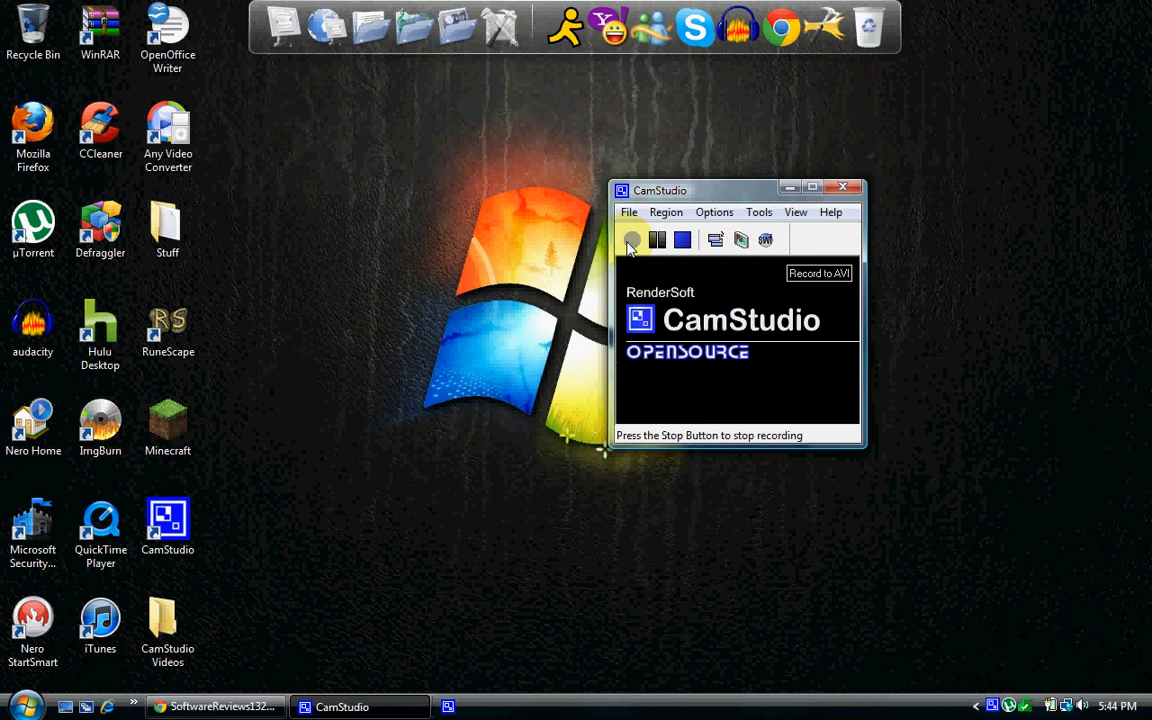 Recycle Bin
WinRAR
OpenOffice
Writer
Mozilla
Firefox
CCleaner
Any Video
Converter
µTorrent
Defraggler
Stuff
audacity
Hulu
Desktop
RS
RuneScape
Nero Home
ImgBurn
Minecraft
Microsoft
Security...
QuickTime
Player
CamStudio
Nero
StartSmart
iTunes
CamStudio
Videos
CamStudio
File Region Options Tools View Help
SWF
Record to AVI
RenderSoft
CamStudio
OPENSOURCE
Press the Stop Button to stop recording
SoftwareReviews132...
CamStudio
5:44 PM